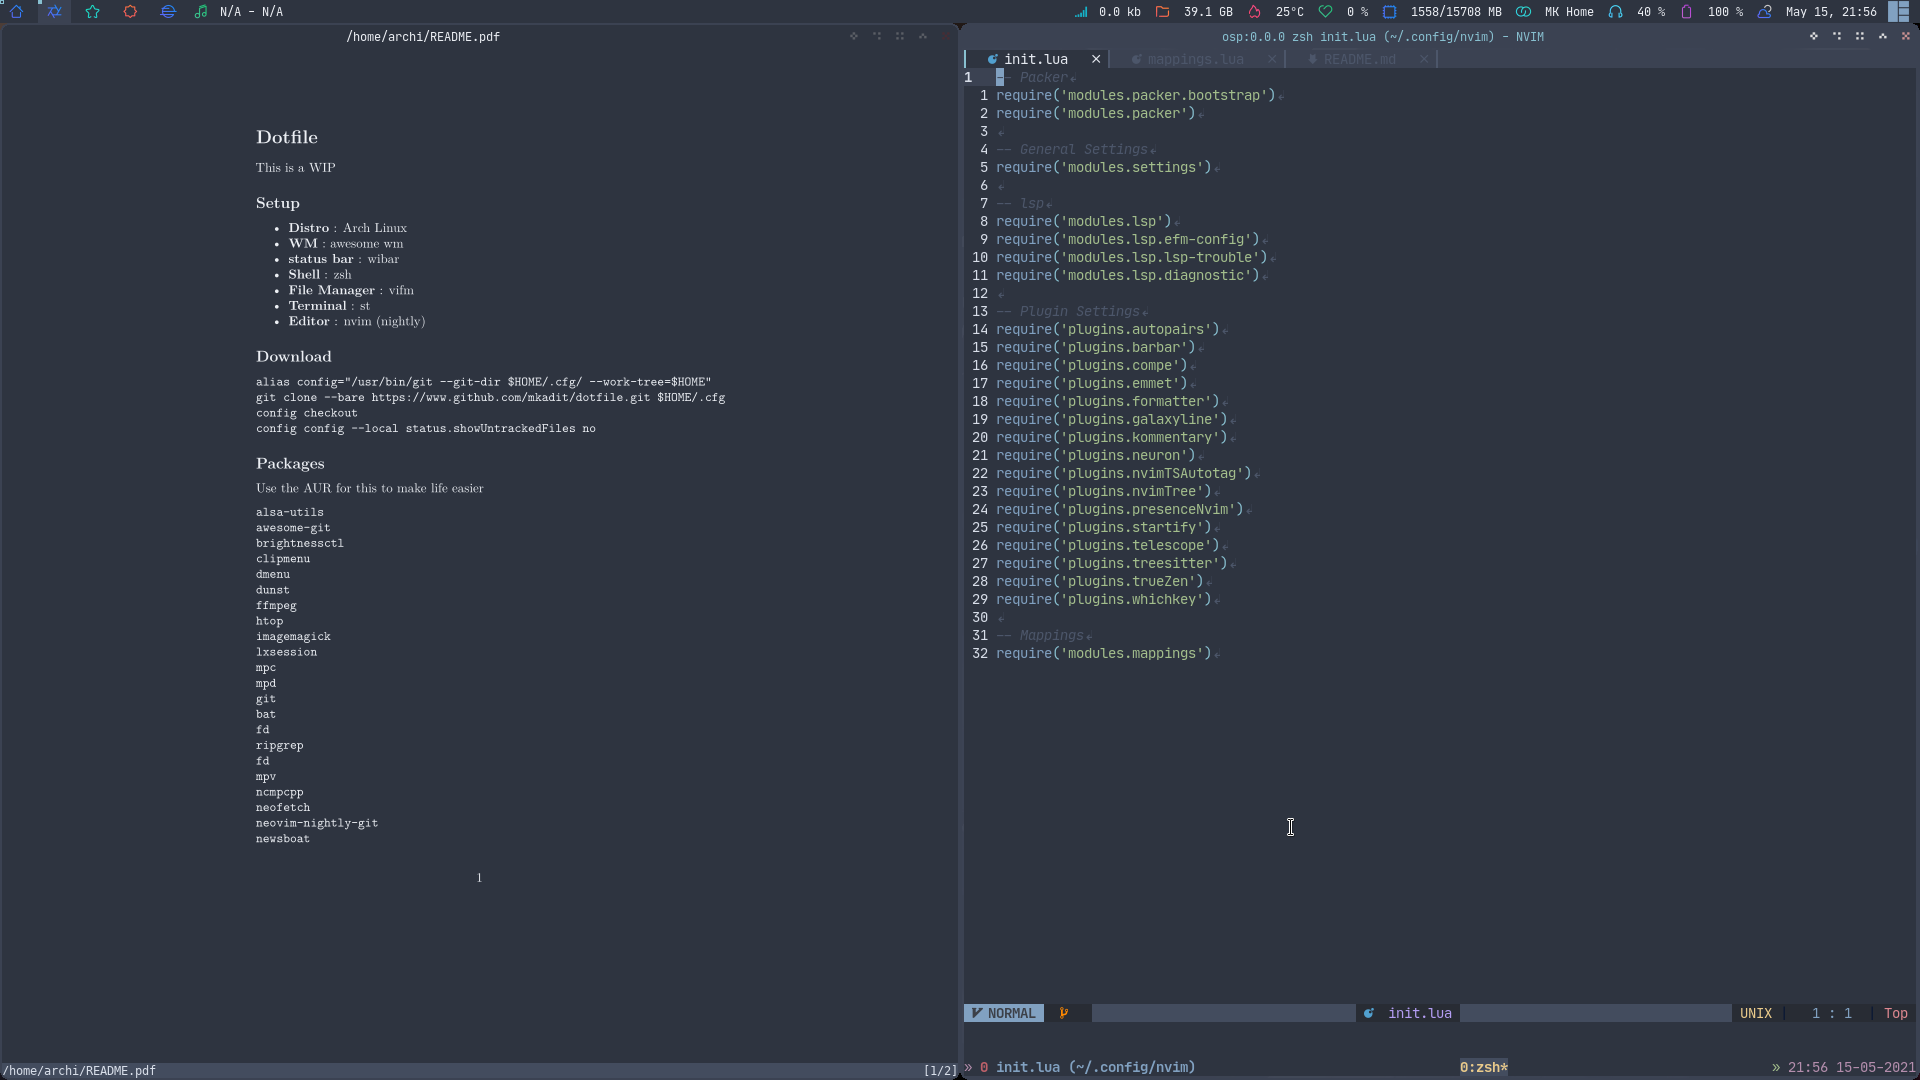 N/A - N/A
0.0 kb 39.1 GB 25°C 0 % 1558/15708 MB MK Home 40 % 100 % May 15, 21:56
/home/archi/README.pdf
Dotfile
This is a WIP
Setup
• Distro : Arch Linux
• WM : awesome wm
• status bar : wibar
• Shell : zsh
• File Manager : vifm
• Terminal : st
• Editor : nvim (nightly)
Download
alias config="/usr/bin/git --git-dir $HOME/.cfg/ --work-tree=$HOME"
git clone --bare https://www.github.com/mkadit/dotfile.git $HOME/.cfg
config checkout
config config --local status.showUntrackedFiles no
Packages
Use the AUR for this to make life easier
alsa-utils
awesome-git
brightnessctl
clipmenu
dmenu
dunst
ffmpeg
htop
imagemagick
lxsession
mpc
mpd
git
bat
fd
ripgrep
fd
mpv
ncmpcpp
neofetch
neovim-nightly-git
newsboat
1
/home/archi/README.pdf [1/2]
osp:0.0.0 zsh init.lua (~/.config/nvim) - NVIM
init.lua × mappings.lua × README.md ×
1 -- Packer
1 require('modules.packer.bootstrap')
2 require('modules.packer')
3
4 -- General Settings
5 require('modules.settings')
6
7 -- lsp
8 require('modules.lsp')
9 require('modules.lsp.efm-config')
10 require('modules.lsp.lsp-trouble')
11 require('modules.lsp.diagnostic')
12
13 -- Plugin Settings
14 require('plugins.autopairs')
15 require('plugins.barbar')
16 require('plugins.compe')
17 require('plugins.emmet')
18 require('plugins.formatter')
19 require('plugins.galaxyline')
20 require('plugins.kommentary')
21 require('plugins.neuron')
22 require('plugins.nvimTSAutotag')
23 require('plugins.nvimTree')
24 require('plugins.presenceNvim')
25 require('plugins.startify')
26 require('plugins.telescope')
27 require('plugins.treesitter')
28 require('plugins.trueZen')
29 require('plugins.whichkey')
30
31 -- Mappings
32 require('modules.mappings')
NORMAL init.lua UNIX 1 : 1 Top
» 0 init.lua (~/.config/nvim) 0:zsh* » 21:56 15-05-2021